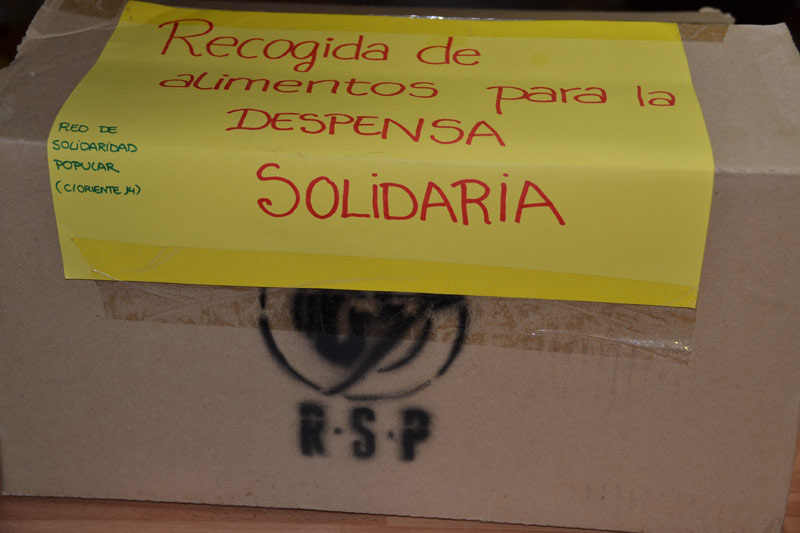 Recogida de
alimentos para la
DESPENSA
SOLiDARiA
RED DE
SOLIDARIDAD
POPULAR
(C/ORIENTE 14)
R·S·P